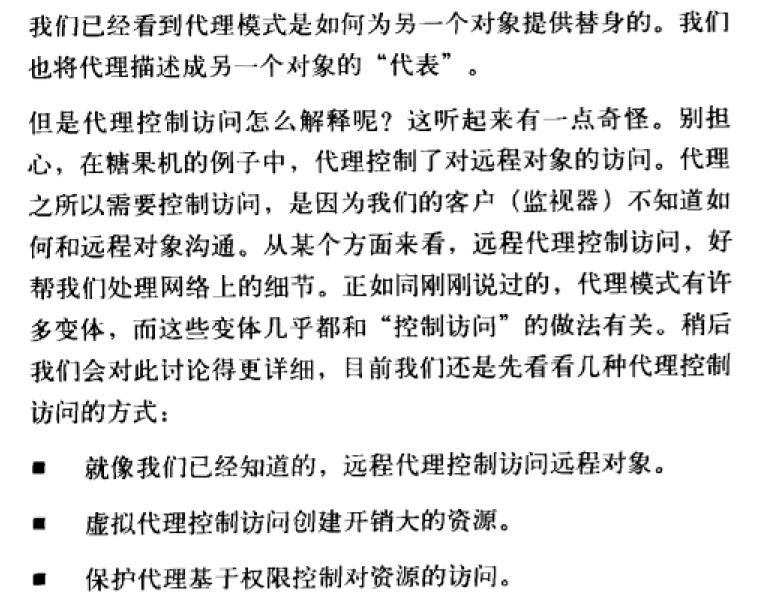 我们已经看到代理模式是如何为另一个对象提供替身的。我们
也将代理描述成另一个对象的“代表”。
但是代理控制访问怎么解释呢？这听起来有一点奇怪。别担
心，在糖果机的例子中，代理控制了对远程对象的访问。代理
之所以需要控制访问，是因为我们的客户（监视器）不知道如
何和远程对象沟通。从某个方面来看，远程代理控制访问，好
帮我们处理网络上的细节。正如同刚刚说过的，代理模式有许
多变体，而这些变体几乎都和“控制访问”的做法有关。稍后
我们会对此讨论得更详细，目前我们还是先看看几种代理控制
访问的方式：
■ 就像我们已经知道的，远程代理控制访问远程对象。
■ 虚拟代理控制访问创建开销大的资源。
■ 保护代理基于权限控制对资源的访问。